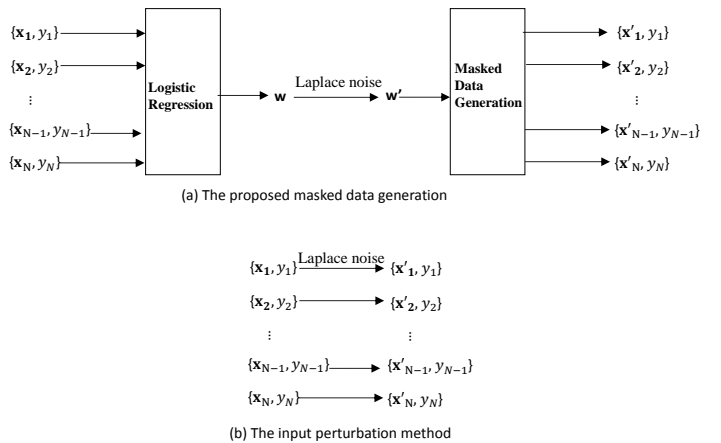 {x1, y1}
{x2, y2}
⋮
{xN−1, yN−1}
{xN, yN}
Logistic
Regression
w
Laplace noise
w'
Masked
Data
Generation
{x′1, y1}
{x′2, y2}
⋮
{x′N−1, yN−1}
{x′N, yN}
(a) The proposed masked data generation
{x1, y1} Laplace noise {x′1, y1}
{x2, y2} {x′2, y2}
⋮ ⋮
{xN−1, yN−1} {x′N−1, yN−1}
{xN, yN} {x′N, yN}
(b) The input perturbation method